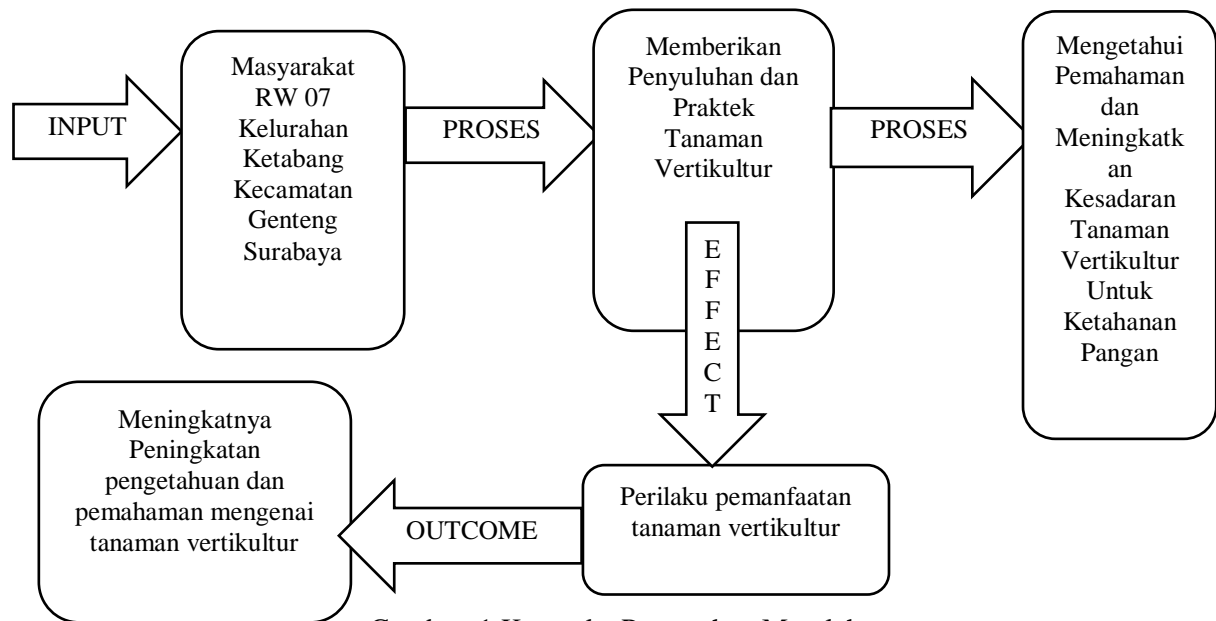 INPUT
Masyarakat
RW 07
Kelurahan
Ketabang
Kecamatan
Genteng
Surabaya
PROSES
Memberikan
Penyuluhan dan
Praktek
Tanaman
Vertikultur
PROSES
Mengetahui
Pemahaman
dan
Meningkatk
an
Kesadaran
Tanaman
Vertikultur
Untuk
Ketahanan
Pangan
E
F
F
E
C
T
Perilaku pemanfaatan
tanaman vertikultur
OUTCOME
Meningkatnya
Peningkatan
pengetahuan dan
pemahaman mengenai
tanaman vertikultur